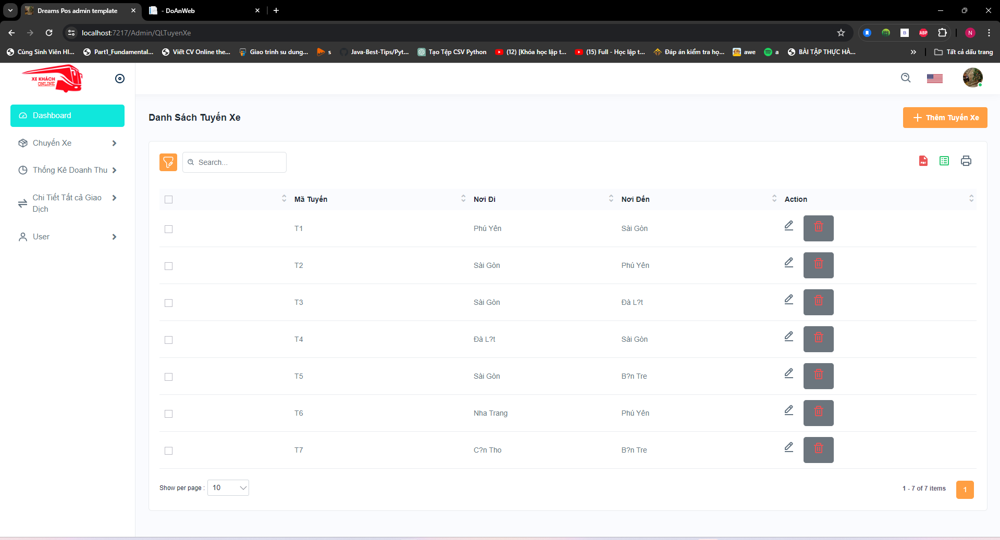 Dreams Pos admin template
- DoAnWeb
localhost:7217/Admin/QLTuyenXe
Cùng Sinh Viên HI...
Part1_Fundamental...
Viết CV Online the...
Giao trinh su dung...
s
Java-Best-Tips/Pyt...
Tạo Tệp CSV Python
(12) [Khóa học lập t...
(15) Full - Học lập t...
Đáp án kiểm tra họ...
awe
a
BÀI TẬP THỰC HÀ...
Tất cả dấu trang
B
ABP
N
XE KHÁCH
ONLINE
Dashboard
Chuyến Xe
Thống Kê Doanh Thu
Chi Tiết Tất cả Giao
Dịch
User
Danh Sách Tuyến Xe
Thêm Tuyến Xe
Search...
PDF
Mã Tuyến Nơi Đi Nơi Đến Action
T1 Phú Yên Sài Gòn
T2 Sài Gòn Phú Yên
T3 Sài Gòn Đà L?t
T4 Đà L?t Sài Gòn
T5 Sài Gòn B?n Tre
T6 Nha Trang Phú Yên
T7 C?n Tho B?n Tre
Show per page : 10
1 - 7 of 7 items
1